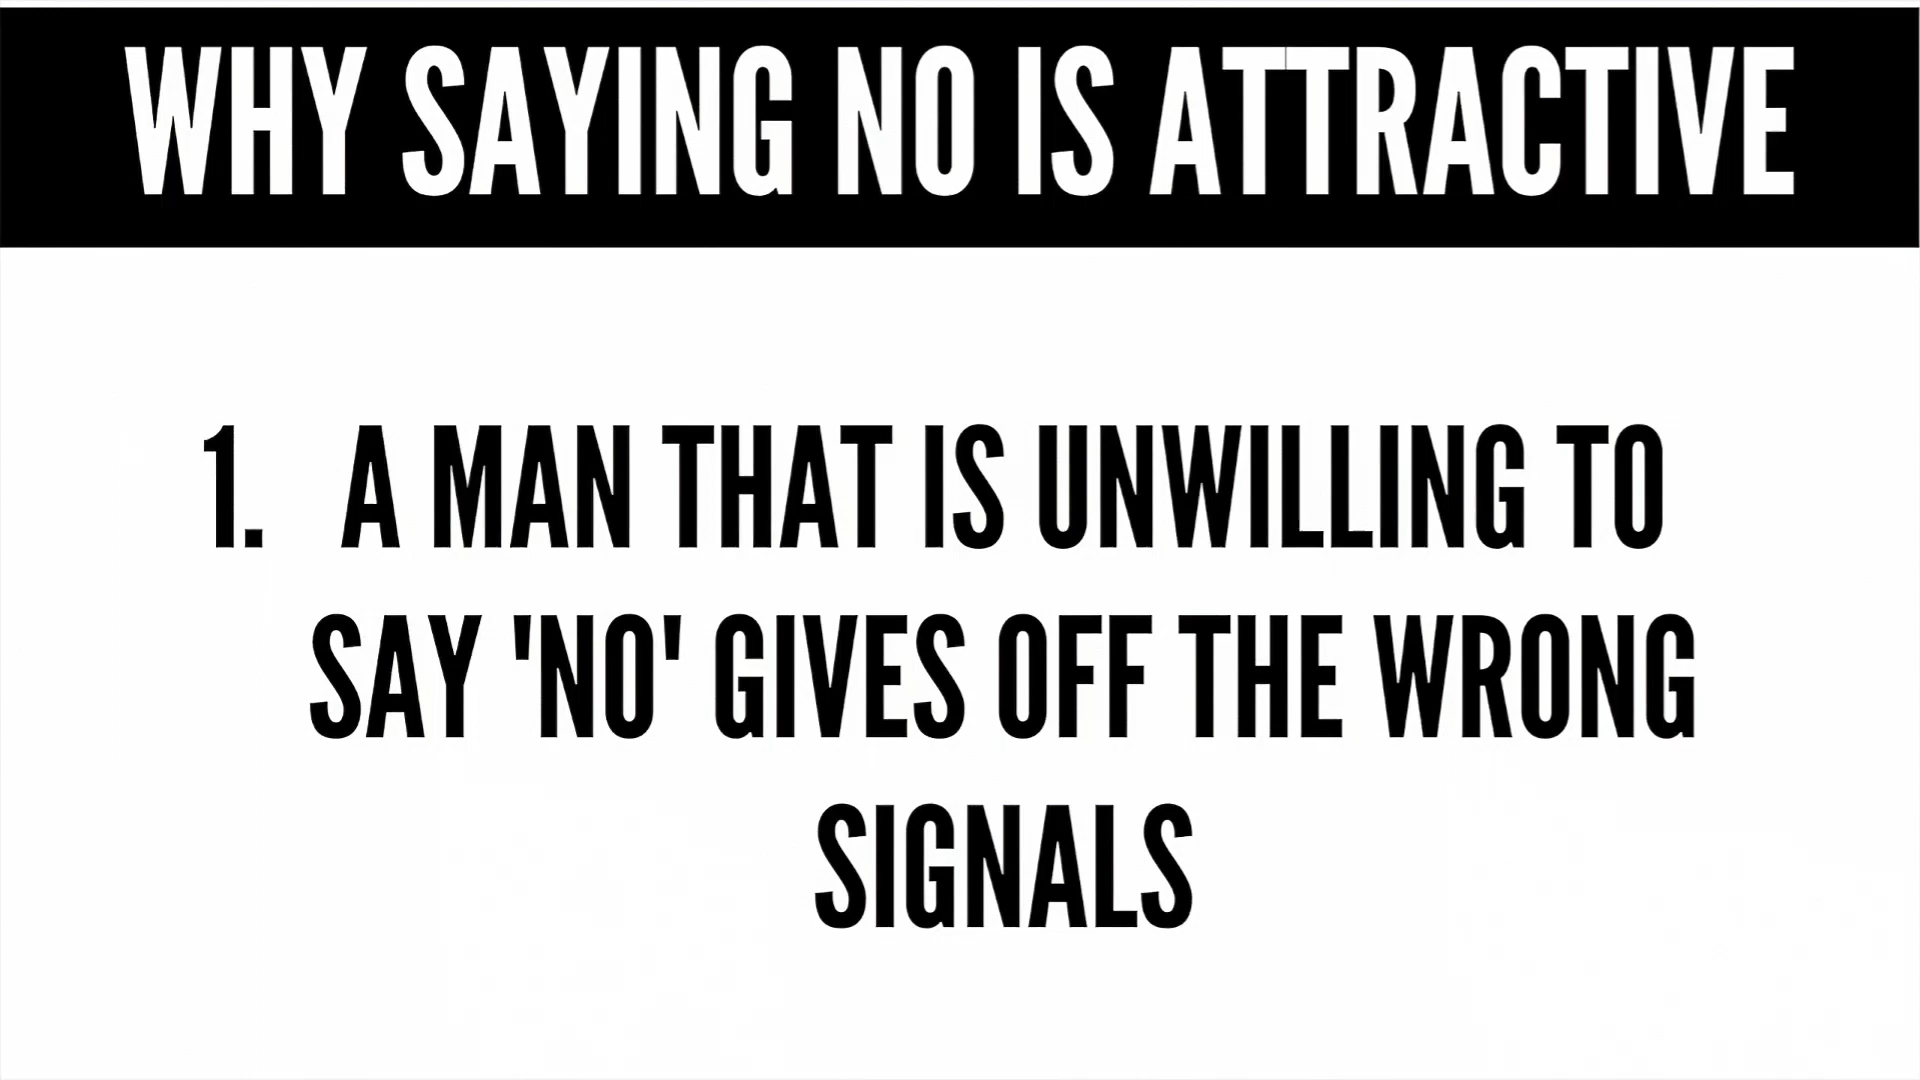 WHY SAYING NO IS ATTRACTIVE
1. A MAN THAT IS UNWILLING TO
SAY 'NO' GIVES OFF THE WRONG
SIGNALS